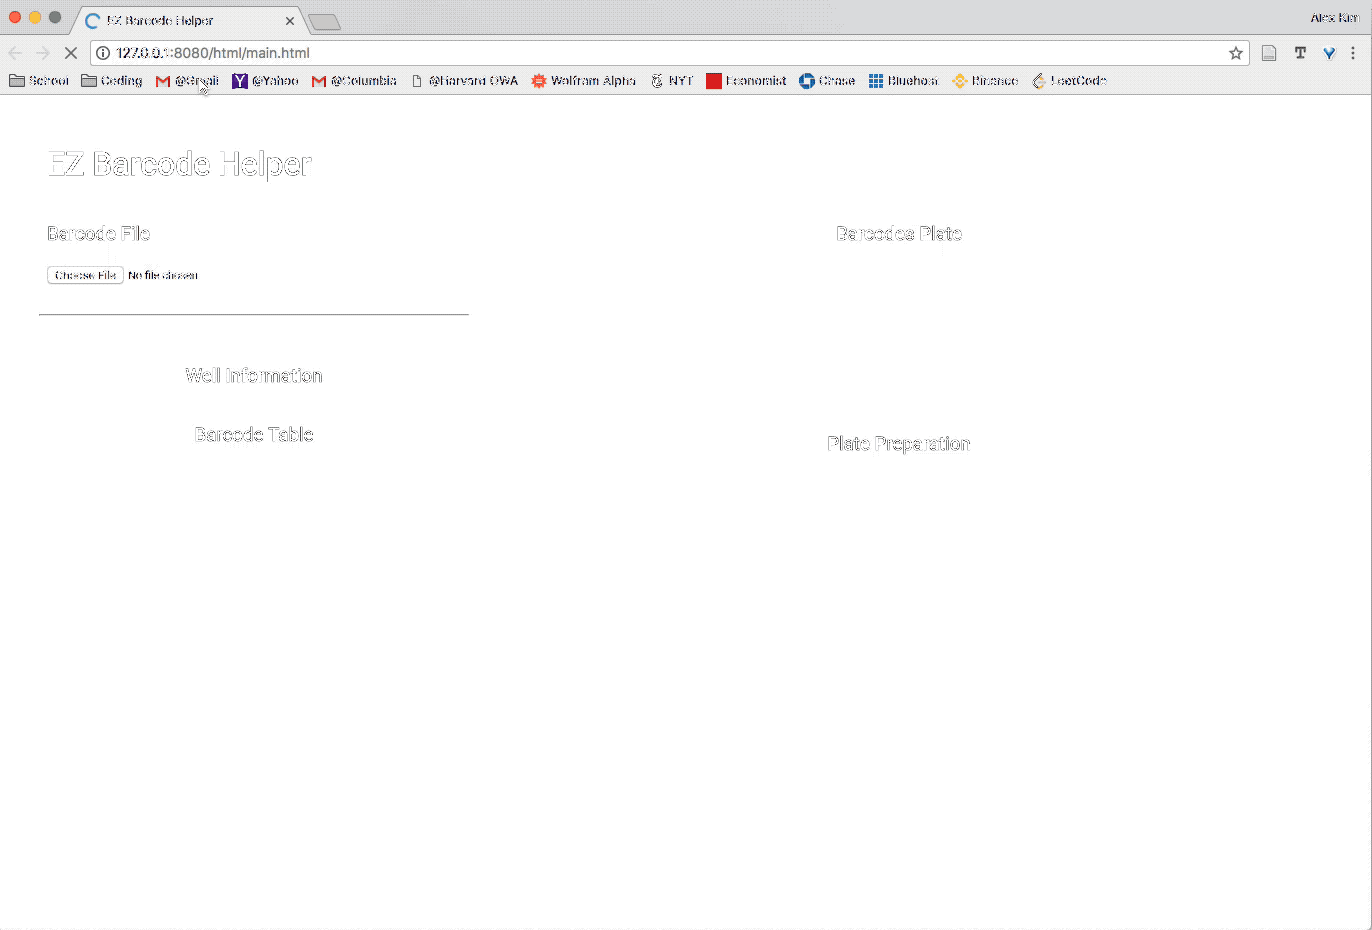 EZ Barcode Helper
Alex Kim
127.0.0.1:8080/html/main.html
School Coding @Gmail @Yahoo @Columbia @Harvard OWA Wolfram Alpha NYT Economist Chase Bluehost Binance LeetCode
EZ Barcode Helper
Barcode File
Barcodes Plate
Choose File No file chosen
Well Information
Barcode Table
Plate Preparation